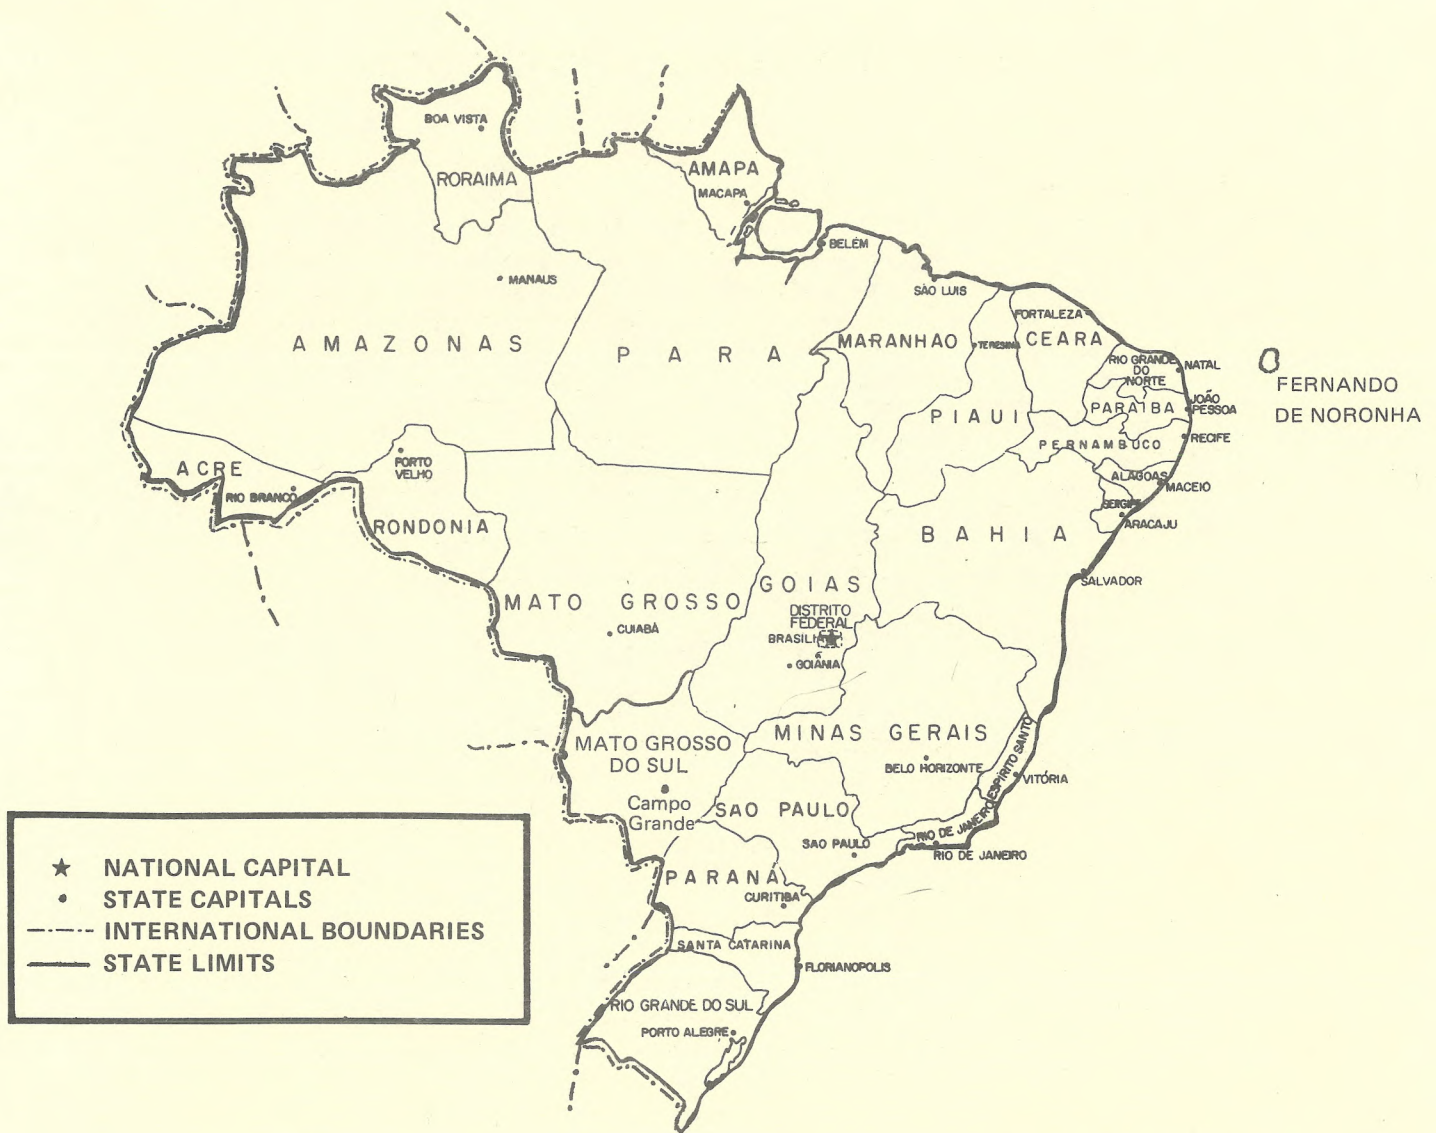 BOA VISTA
RORAIMA
AMAPA
MACAPA
BELÉM
MANAUS
SÃO LUIS
FORTALEZA
AMAZONAS
PARA
MARANHAO
TERESINA
CEARA
RIO GRANDE
DO
NORTE
NATAL
FERNANDO
DE NORONHA
PIAUI
PARAIBA
JOÃO
PESSOA
PERNAMBUCO
RECIFE
ACRE
PORTO
VELHO
RIO BRANCO
ALAGOAS
MACEIO
SERGIPE
ARACAJU
RONDONIA
BAHIA
SALVADOR
MATO GROSSO
GOIAS
DISTRITO
FEDERAL
CUIABÁ
BRASILIA
GOIÂNIA
MINAS GERAIS
MATO GROSSO
DO SUL
BELO HORIZONTE
ESPIRITO SANTO
VITÓRIA
Campo
Grande
SAO PAULO
RIO DE JANEIRO
SAO PAULO
RIO DE JANEIRO
PARANÁ
CURITIBA
SANTA CATARINA
FLORIANOPOLIS
RIO GRANDE DO SUL
PORTO ALEGRE
NATIONAL CAPITAL
STATE CAPITALS
INTERNATIONAL BOUNDARIES
STATE LIMITS